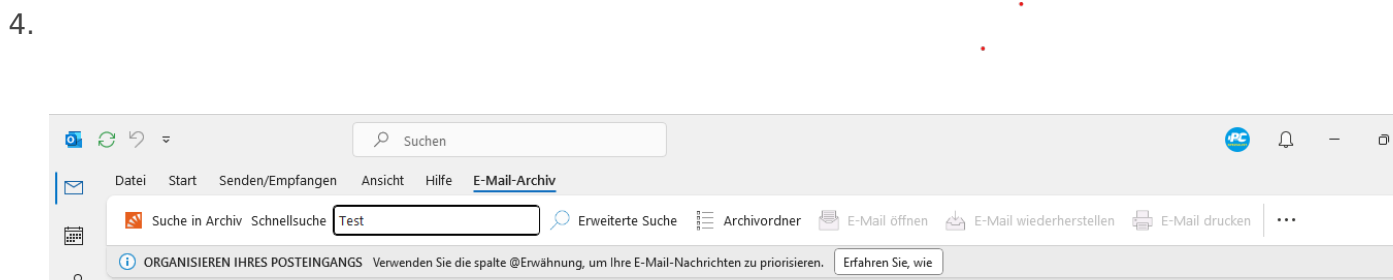 4.
Suchen
Datei Start Senden/Empfangen Ansicht Hilfe E-Mail-Archiv
Suche in Archiv Schnellsuche Test Erweiterte Suche Archivordner E-Mail öffnen E-Mail wiederherstellen E-Mail drucken ...
ORGANISIEREN IHRES POSTEINGANGS Verwenden Sie die spalte @Erwähnung, um Ihre E-Mail-Nachrichten zu priorisieren. Erfahren Sie, wie